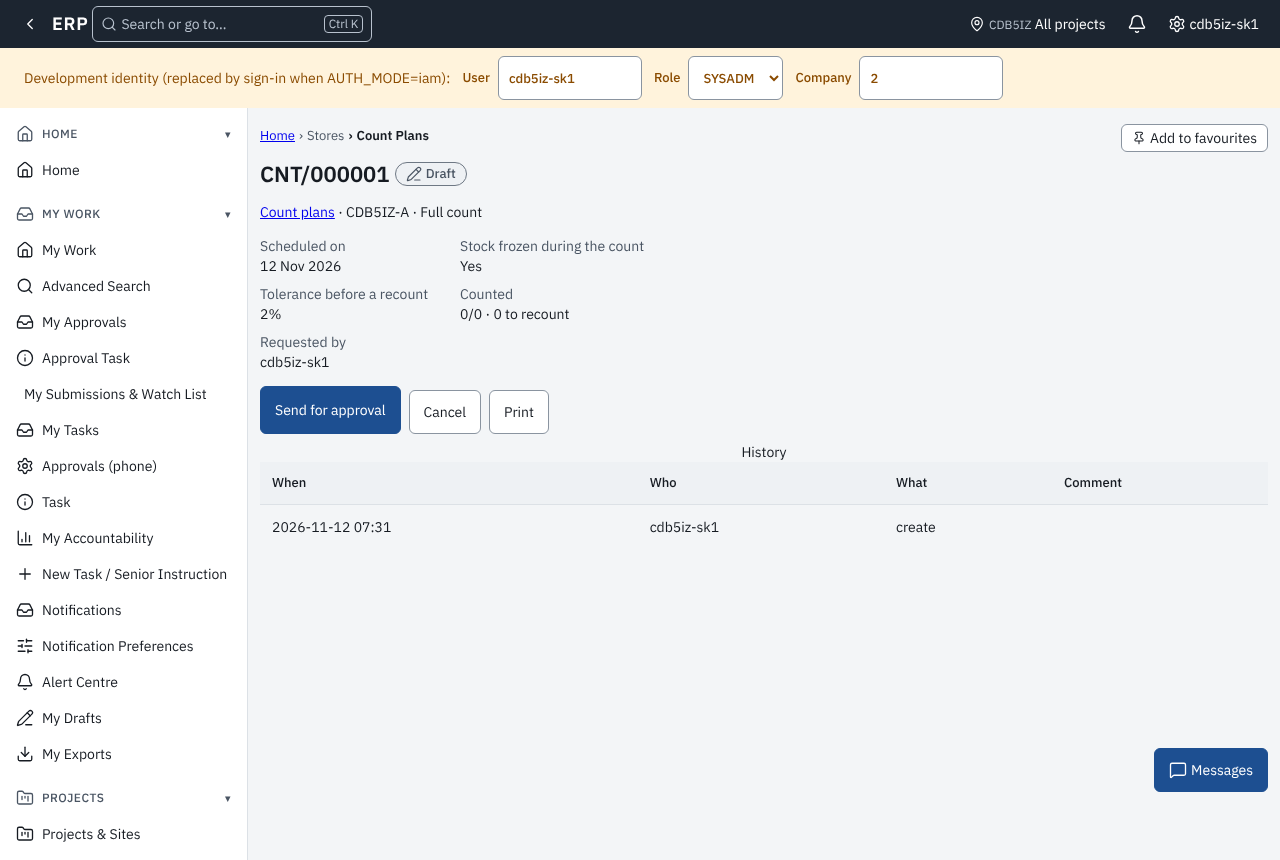 ERP
Search or go to...
Ctrl K
CDB5IZ All projects
cdb5iz-sk1
Development identity (replaced by sign-in when AUTH_MODE=iam):
User
cdb5iz-sk1
Role
SYSADM
Company
2
HOME
Home
MY WORK
My Work
Advanced Search
My Approvals
Approval Task
My Submissions & Watch List
My Tasks
Approvals (phone)
Task
My Accountability
New Task / Senior Instruction
Notifications
Notification Preferences
Alert Centre
My Drafts
My Exports
PROJECTS
Projects & Sites
Home › Stores › Count Plans
Add to favourites
CNT/000001
Draft
Count plans · CDB5IZ-A · Full count
Scheduled on
12 Nov 2026
Stock frozen during the count
Yes
Tolerance before a recount
2%
Counted
0/0 · 0 to recount
Requested by
cdb5iz-sk1
Send for approval
Cancel
Print
History
When Who What Comment
2026-11-12 07:31 cdb5iz-sk1 create
Messages